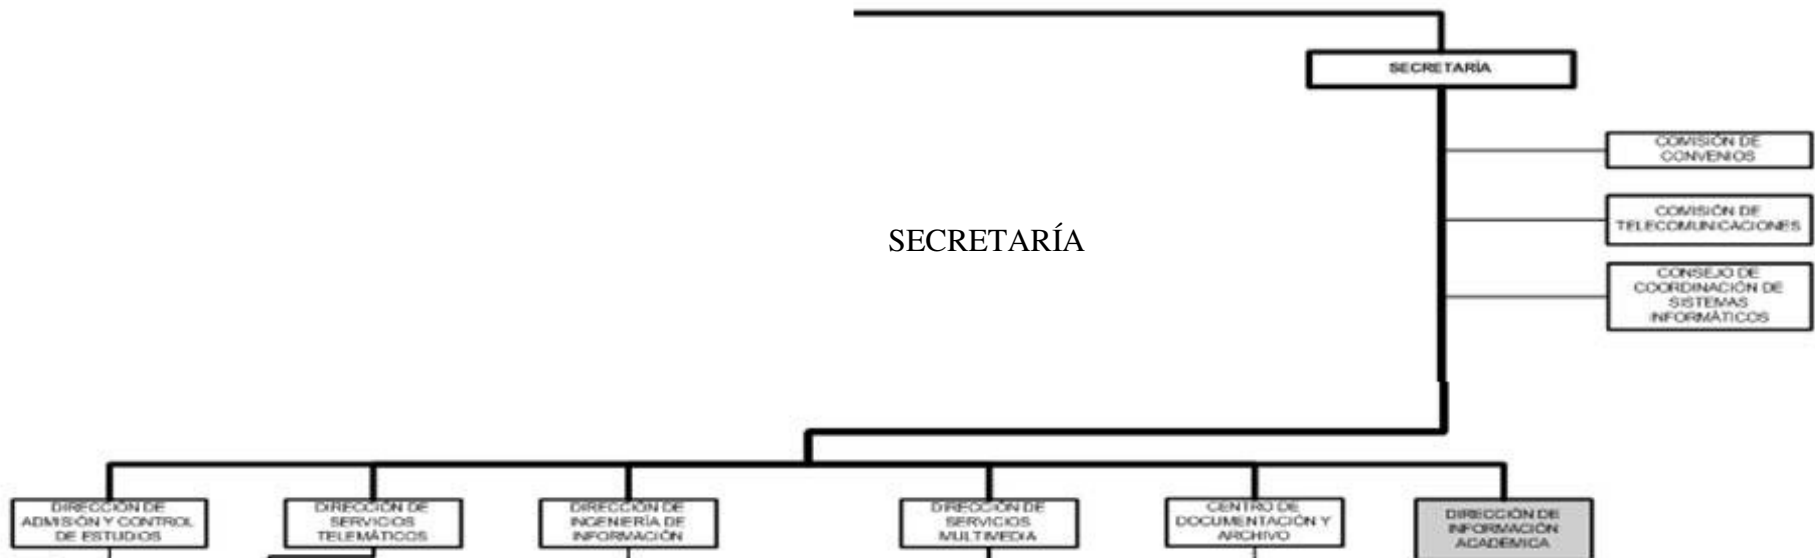 SECRETARÍA
COMISIÓN DE
CONVENIOS
COMISIÓN DE
TELECOMUNICACIONES
SECRETARÍA
CONSEJO DE
COORDINACIÓN DE
SISTEMAS
INFORMÁTICOS
DIRECCIÓN DE
ADMISIÓN Y CONTROL
DE ESTUDIOS
DIRECCIÓN DE
SERVICIOS
TELEMÁTICOS
DIRECCIÓN DE
INGENIERÍA DE
INFORMACIÓN
DIRECCIÓN DE
SERVICIOS
MULTIMEDIA
CENTRO DE
DOCUMENTACIÓN Y
ARCHIVO
DIRECCIÓN DE
INFORMACIÓN
ACADÉMICA